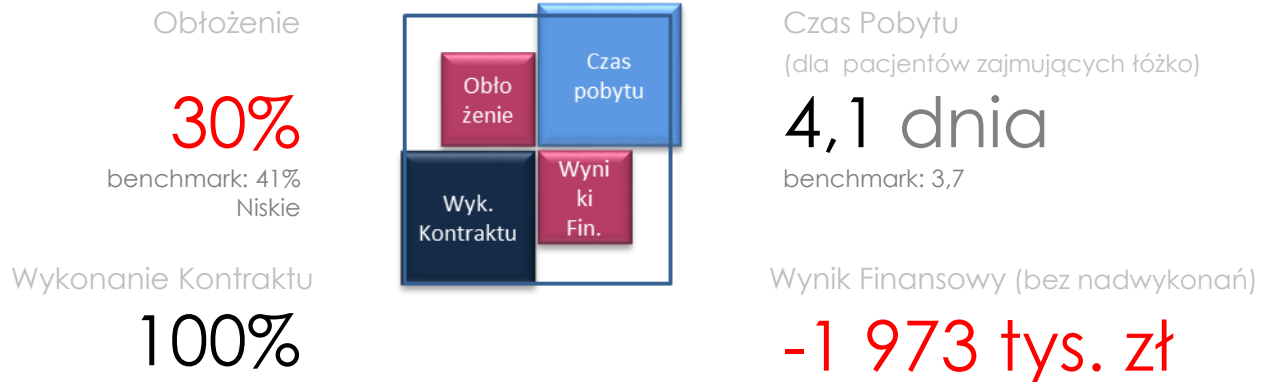 Obłożenie
30%
benchmark: 41%
Niskie
Obło
żenie
Czas
pobytu
Wyk.
Kontraktu
Wyni
ki
Fin.
Czas Pobytu
(dla pacjentów zajmujących łóżko)
4,1 dnia
benchmark: 3,7
Wykonanie Kontraktu
100%
Wynik Finansowy (bez nadwykonań)
-1 973 tys. zł